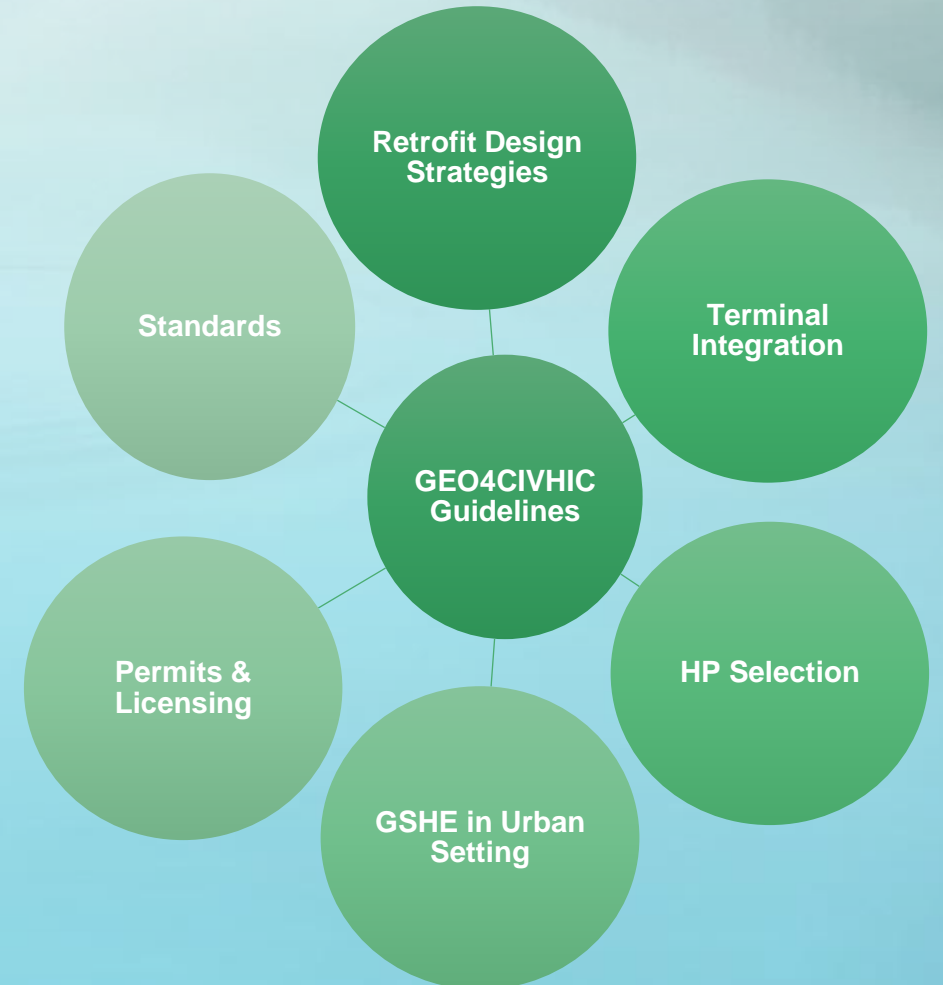 Retrofit Design
Strategies
Terminal
Integration
HP Selection
GSHE in Urban
Setting
Permits &
Licensing
Standards
GEO4CIVHIC
Guidelines